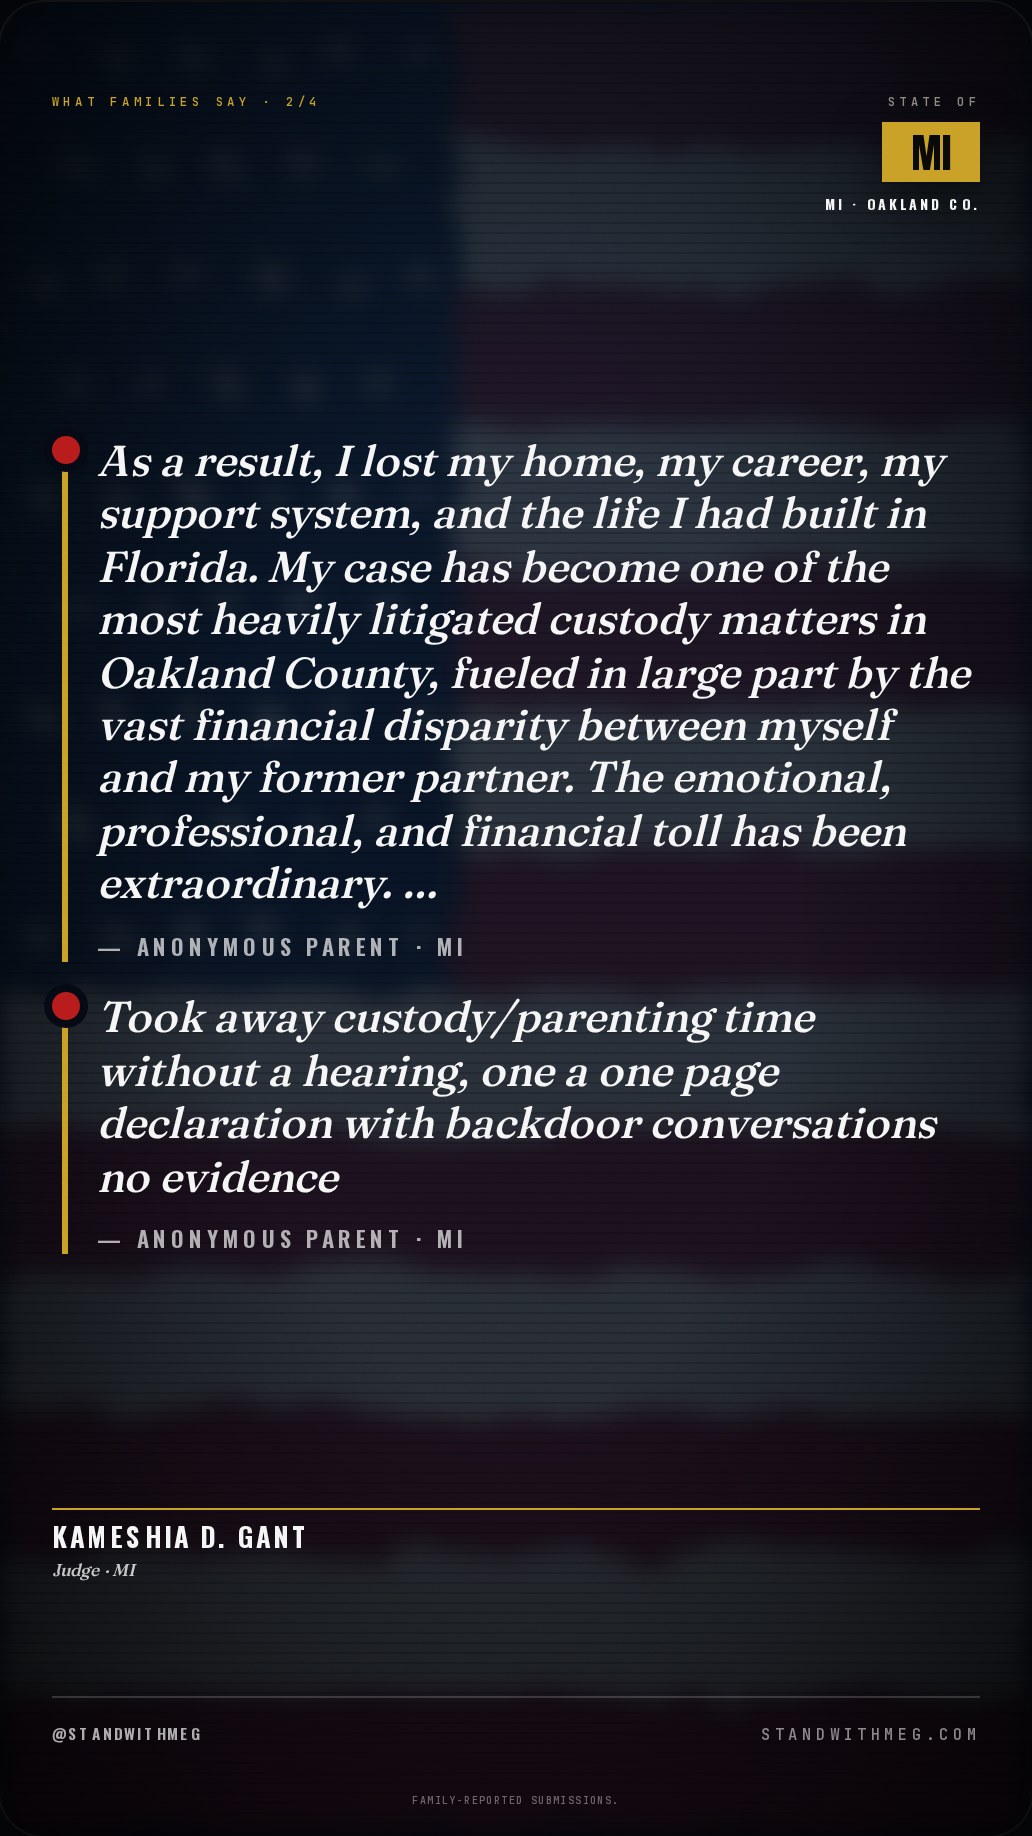 WHAT FAMILIES SAY · 2/4
STATE OF
MI
MI · OAKLAND CO.
As a result, I lost my home, my career, my
support system, and the life I had built in
Florida. My case has become one of the
most heavily litigated custody matters in
Oakland County, fueled in large part by the
vast financial disparity between myself
and my former partner. The emotional,
professional, and financial toll has been
extraordinary. ...
— ANONYMOUS PARENT · MI
Took away custody/parenting time
without a hearing, one a one page
declaration with backdoor conversations
no evidence
— ANONYMOUS PARENT · MI
KAMESHIA D. GANT
Judge · MI
@STANDWITHMEG
STANDWITHMEG.COM
FAMILY-REPORTED SUBMISSIONS.